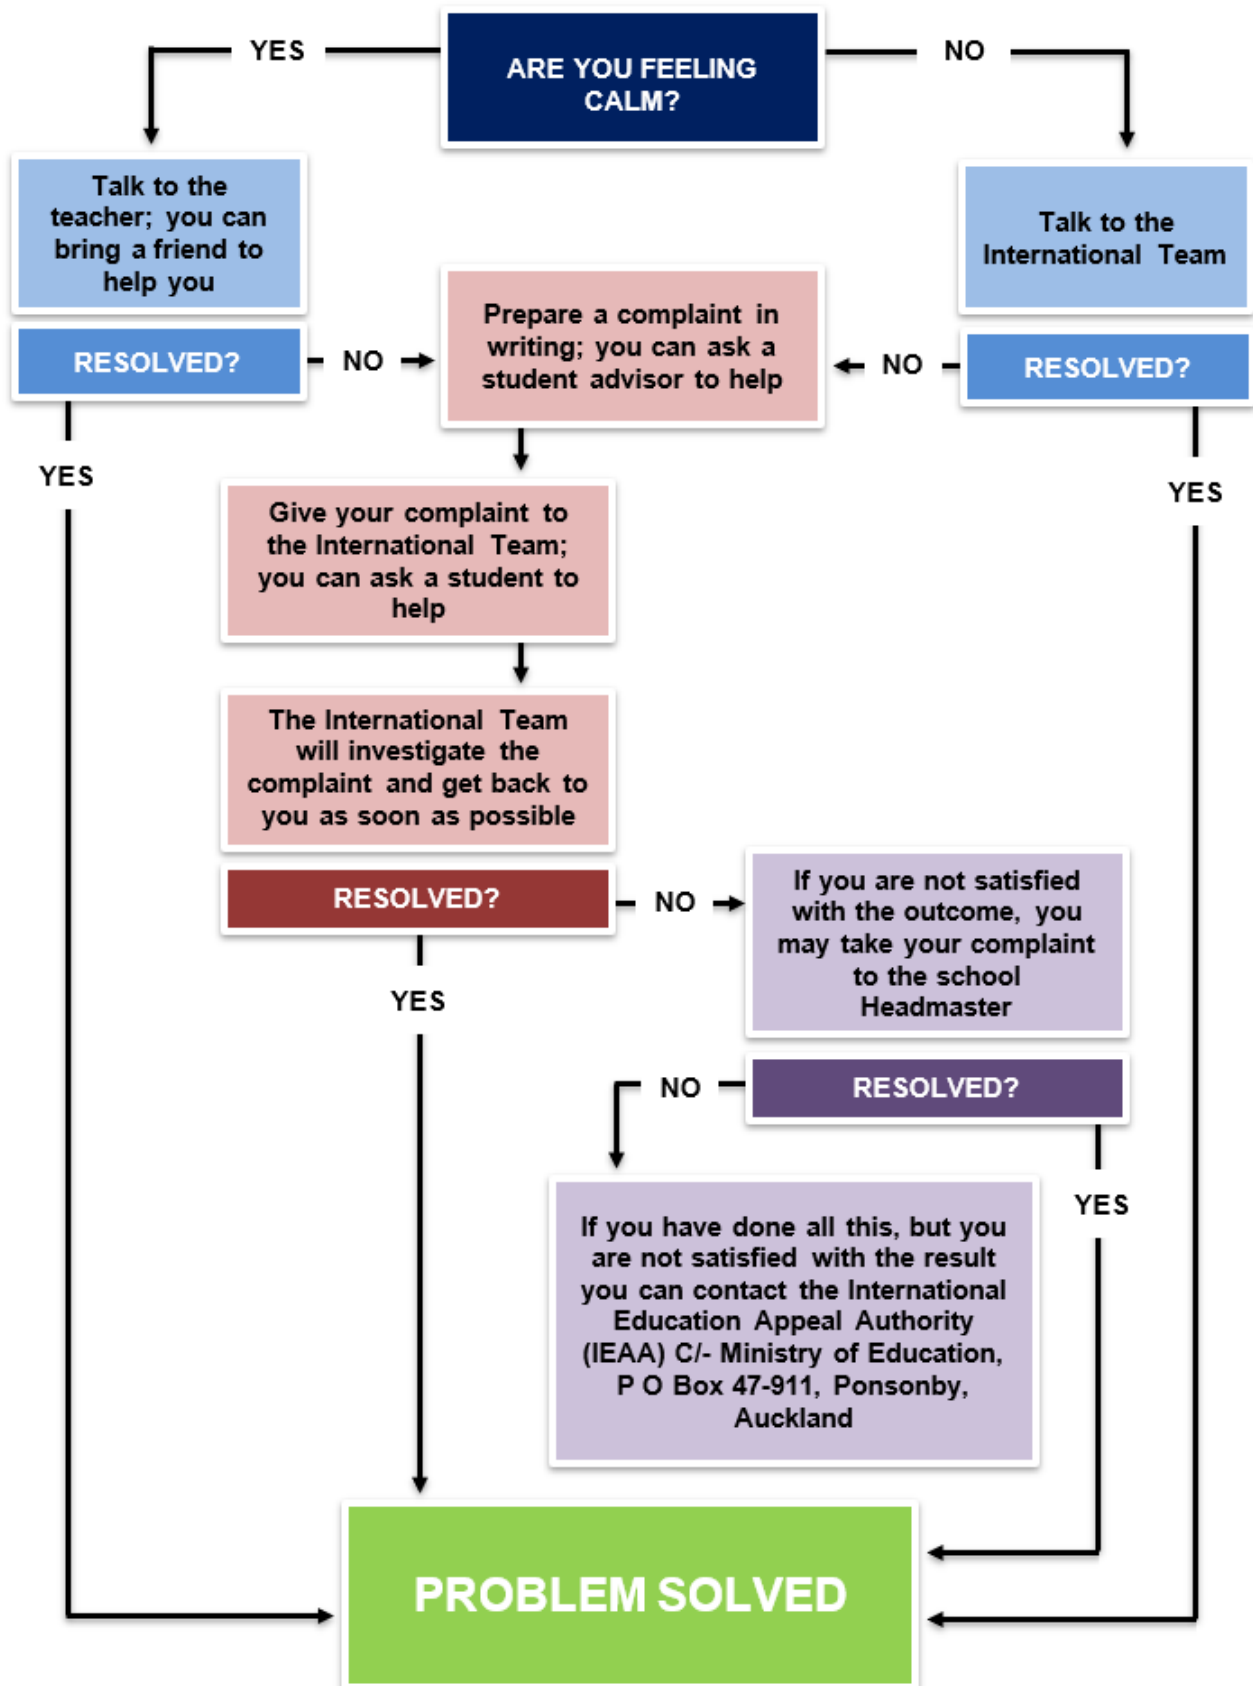 ARE YOU FEELING
CALM?
YES
NO
Talk to the
teacher; you can
bring a friend to
help you
Talk to the
International Team
RESOLVED?
NO
Prepare a complaint in
writing; you can ask a
student advisor to help
NO
RESOLVED?
YES
YES
Give your complaint to
the International Team;
you can ask a student to
help
The International Team
will investigate the
complaint and get back to
you as soon as possible
RESOLVED?
NO
If you are not satisfied
with the outcome, you
may take your complaint
to the school
Headmaster
YES
NO
RESOLVED?
YES
If you have done all this, but you
are not satisfied with the result
you can contact the International
Education Appeal Authority
(IEAA) C/- Ministry of Education,
P O Box 47-911, Ponsonby,
Auckland
PROBLEM SOLVED